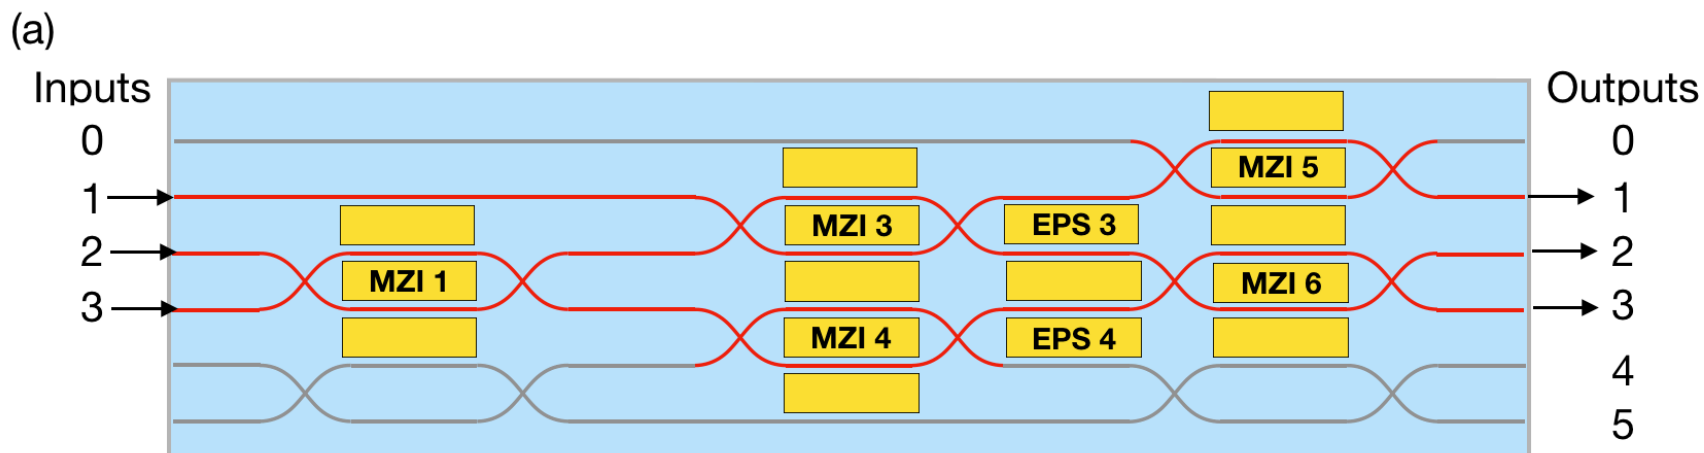 (a)
Inputs
Outputs
0
0
MZI 5
1
1
MZI 3
EPS 3
2
2
MZI 1
MZI 6
3
3
MZI 4
EPS 4
4
5